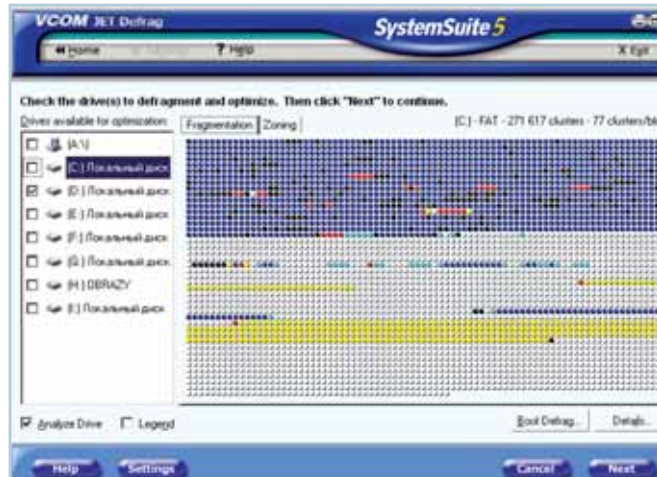 VCOM JET Defrag
SystemSuite 5
Home
? Help
X Exit
Check the drive(s) to defragment and optimize. Then click "Next" to continue.
Drives available for optimization:
Fragmentation
Zoning
(C:) - FAT - 271 617 clusters - 77 clusters/blo
(A:\)
(C:) Локальный диск
(D:) Локальный диск
(E:) Локальный диск
(F:) Локальный диск
(G:) Локальный диск
(H:) OBRAZY
(I:) Локальный диск
Analyze Drive
Legend
Boot Defrag...
Details...
Help
Settings
Cancel
Next